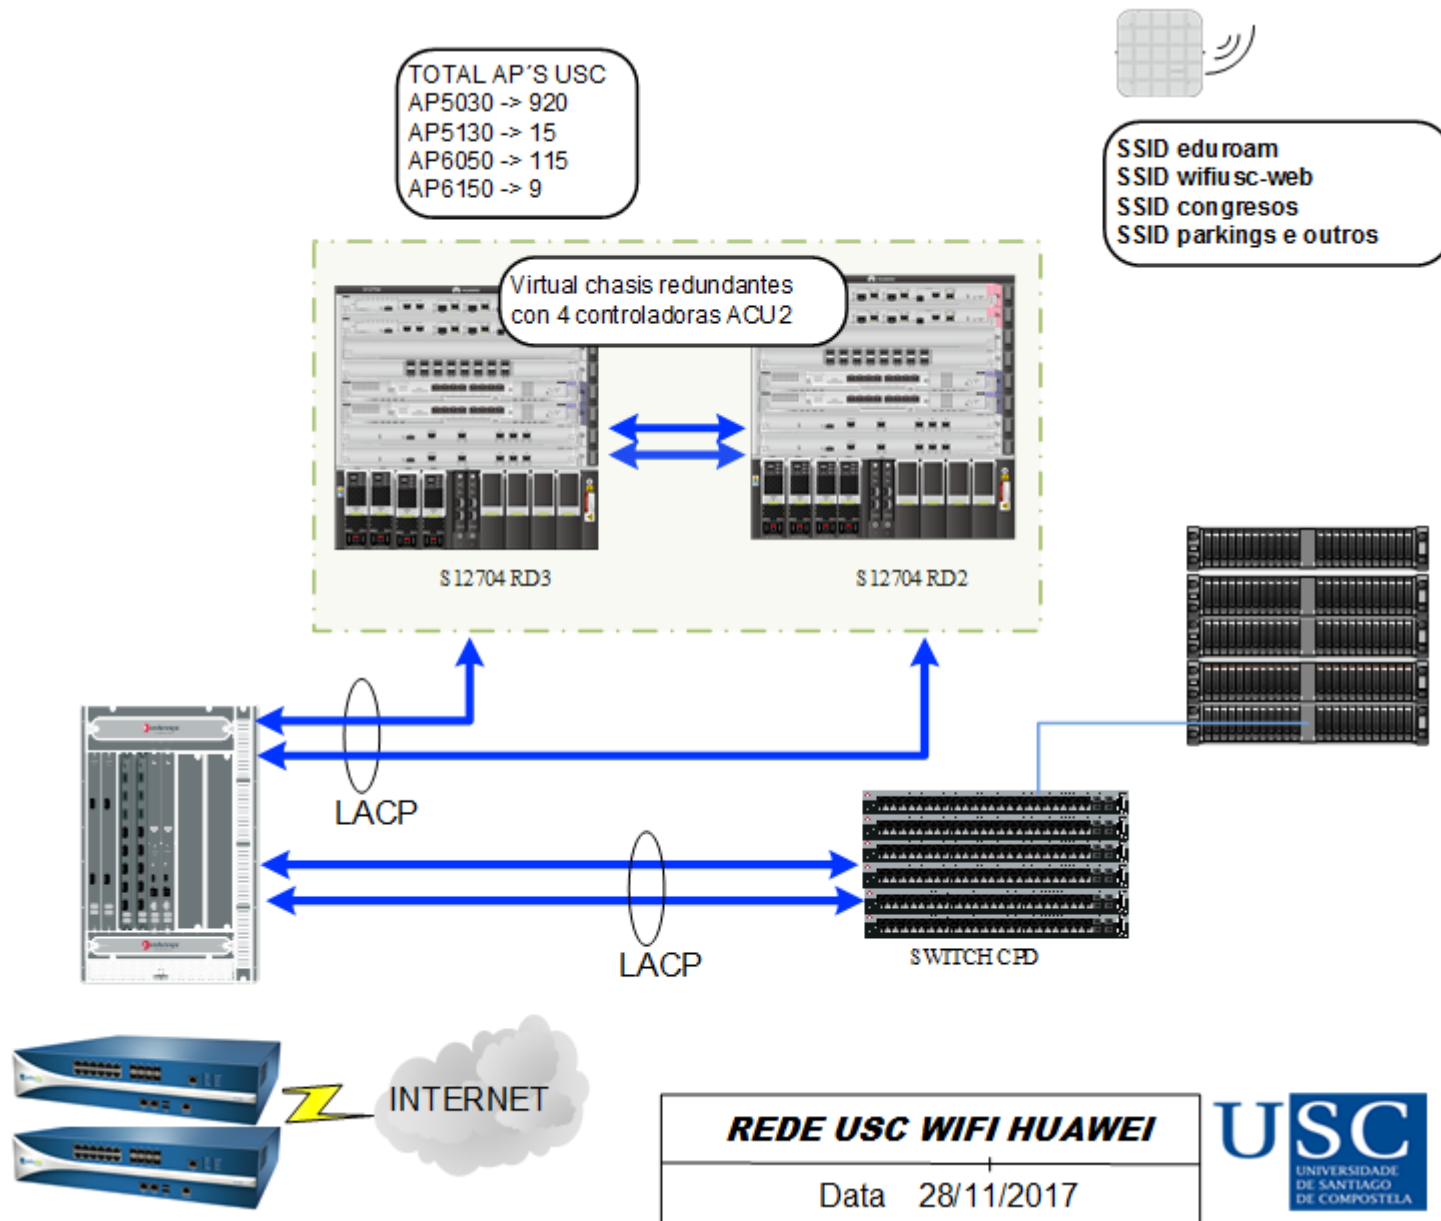 TOTAL AP´S USC
AP5030 -> 920
AP5130 -> 15
AP6050 -> 115
AP6150 -> 9
SSID eduroam
SSID wifiusc-web
SSID congresos
SSID parkings e outros
Virtual chasis redundantes
con 4 controladoras ACU2
S12704 RD3
S12704 RD2
LACP
LACP
SWITCH CPD
INTERNET
REDE USC WIFI HUAWEI
Data 28/11/2017
USC
UNIVERSIDADE
DE SANTIAGO
DE COMPOSTELA